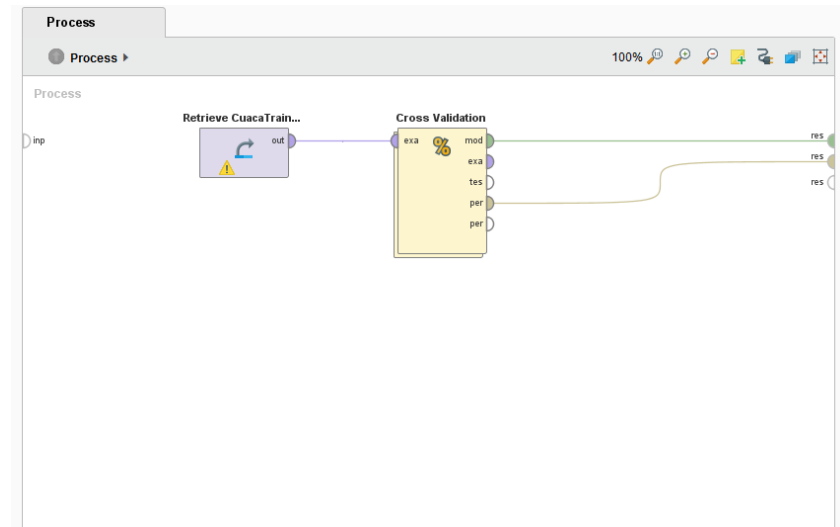 Process
Process
100%
Process
Retrieve CuacaTrain...
Cross Validation
inp
out
exa
mod
exa
tes
per
per
res
res
res